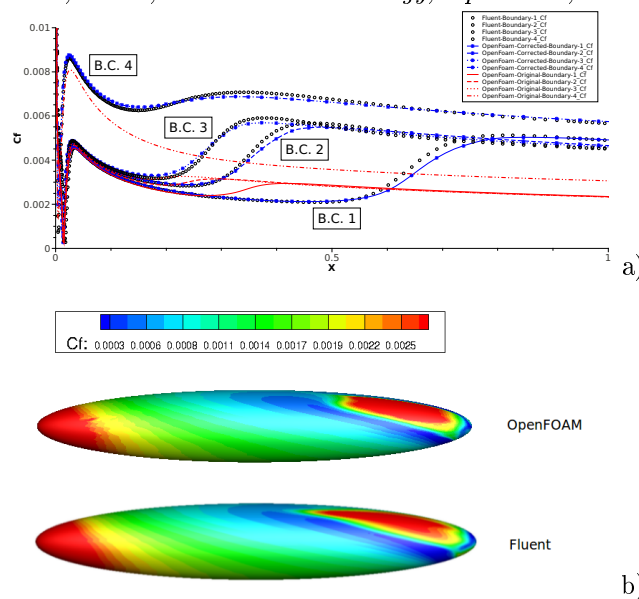 0.01
0.008
0.006
0.004
0.002
0
Cf
B.C. 4
B.C. 3
B.C. 2
B.C. 1
Fluent-Boundary-1_Cf
Fluent-Boundary-2_Cf
Fluent-Boundary-3_Cf
Fluent-Boundary-4_Cf
OpenFoam-Corrected-Boundary-1_Cf
OpenFoam-Corrected-Boundary-2_Cf
OpenFoam-Corrected-Boundary-3_Cf
OpenFoam-Corrected-Boundary-4_Cf
OpenFoam-Original-Boundary-1_Cf
OpenFoam-Original-Boundary-2_Cf
OpenFoam-Original-Boundary-3_Cf
OpenFoam-Original-Boundary-4_Cf
0 0.5 1
x
a)
Cf: 0.0003 0.0006 0.0008 0.0011 0.0014 0.0017 0.0019 0.0022 0.0025
OpenFOAM
Fluent
b)